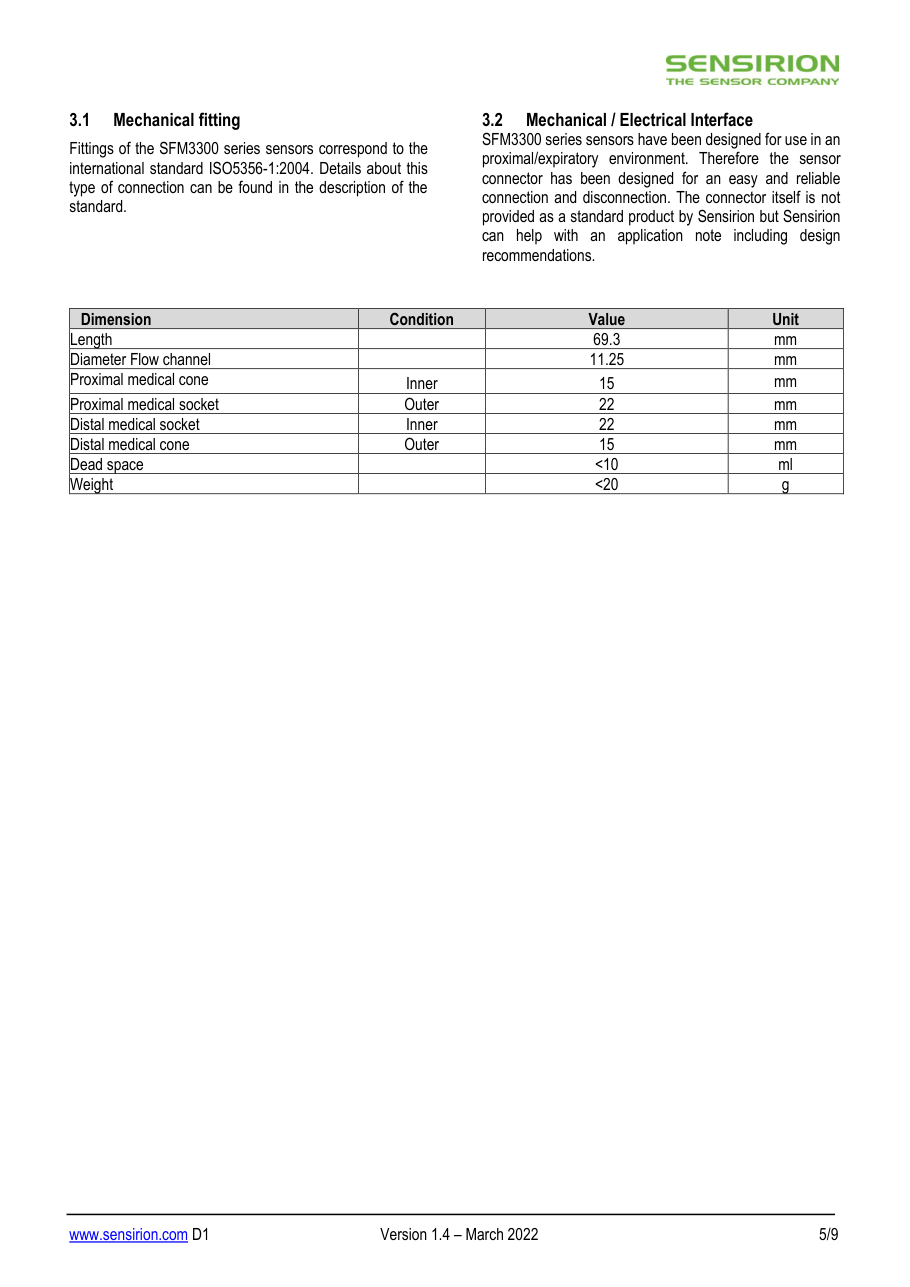 SENSIRION
THE SENSOR COMPANY
3.1 Mechanical fitting
Fittings of the SFM3300 series sensors correspond to the
international standard ISO5356-1:2004. Details about this
type of connection can be found in the description of the
standard.
3.2 Mechanical / Electrical Interface
SFM3300 series sensors have been designed for use in an
proximal/expiratory environment. Therefore the sensor
connector has been designed for an easy and reliable
connection and disconnection. The connector itself is not
provided as a standard product by Sensirion but Sensirion
can help with an application note including design
recommendations.
Dimension Condition Value Unit
Length 69.3 mm
Diameter Flow channel 11.25 mm
Proximal medical cone Inner 15 mm
Proximal medical socket Outer 22 mm
Distal medical socket Inner 22 mm
Distal medical cone Outer 15 mm
Dead space <10 ml
Weight <20 g
www.sensirion.com D1 Version 1.4 – March 2022 5/9